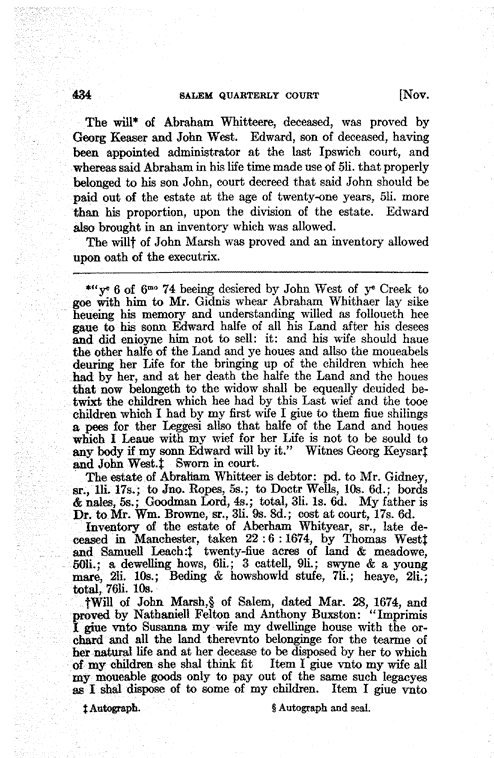 434 SALEM QUARTERLY COURT [Nov.
The will* of Abraham Whitteere, deceased, was proved by
Georg Keaser and John West. Edward, son of deceased, having
been appointed administrator at the last Ipswich court, and
whereas said Abraham in his life time made use of 5li. that properly
belonged to his son John, court decreed that said John should be
paid out of the estate at the age of twenty-one years, 5li. more
than his proportion, upon the division of the estate. Edward
also brought in an inventory which was allowed.
The will† of John Marsh was proved and an inventory allowed
upon oath of the executrix.
*"yᵉ 6 of 6ᵐᵒ 74 beeing desiered by John West of yᵉ Creek to
goe with him to Mr. Gidnis whear Abraham Whithaer lay sike
heueing his memory and understanding willed as folloueth hee
gaue to his sonn Edward halfe of all his Land after his desees
and did enioyne him not to sell: it: and his wife should haue
the other halfe of the Land and ye houes and allso the moueabels
deuring her Life for the bringing up of the children which hee
had by her, and at her death the halfe the Land and the houes
that now belongeth to the widow shall be equeally deuided be-
twixt the children which hee had by this Last wief and the tooe
children which I had by my first wife I giue to them fiue shilings
a pees for ther Leggesi allso that halfe of the Land and houes
which I Leaue with my wief for her Life is not to be sould to
any body if my sonn Edward will by it." Witnes Georg Keysar‡
and John West.‡ Sworn in court.
The estate of Abraham Whitteer is debtor: pd. to Mr. Gidney,
sr., 1li. 17s.; to Jno. Ropes, 5s.; to Doctr Wells, 10s. 6d.; bords
& nales, 5s.; Goodman Lord, 4s.; total, 3li. 1s. 6d. My father is
Dr. to Mr. Wm. Browne, sr., 3li. 9s. 8d.; cost at court, 17s. 6d.
Inventory of the estate of Aberham Whityear, sr., late de-
ceased in Manchester, taken 22 : 6 : 1674, by Thomas West‡
and Samuell Leach:‡ twenty-fiue acres of land & meadowe,
50li.; a dewelling hows, 6li.; 3 cattell, 9li.; swyne & a young
mare, 2li. 10s.; Beding & howshowld stufe, 7li.; heaye, 2li.;
total, 76li. 10s.
†Will of John Marsh,§ of Salem, dated Mar. 28, 1674, and
proved by Nathaniell Felton and Anthony Buxston: "Imprimis
I giue vnto Susanna my wife my dwellinge house with the or-
chard and all the land therevnto belonginge for the tearme of
her natural life and at her decease to be disposed by her to which
of my children she shal think fit Item I giue vnto my wife all
my moueable goods only to pay out of the same such legacyes
as I shal dispose of to some of my children. Item I giue vnto
‡ Autograph. § Autograph and seal.